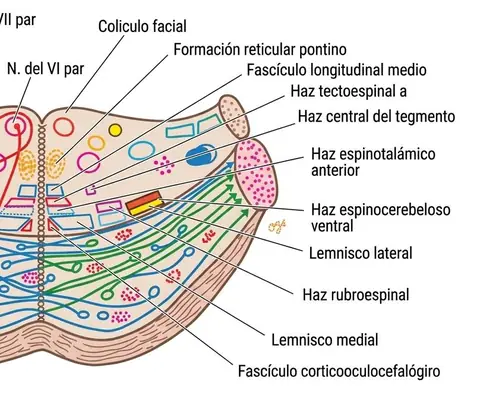 VII par
Coliculo facial
Formación reticular pontino
N. del VI par
Fascículo longitudinal medio
Haz tectoespinal a
Haz central del tegmento
Haz espinotalámico
anterior
Haz espinocerebeloso
ventral
Lemnisco lateral
Haz rubroespinal
Lemnisco medial
Fascículo corticooculocefalógiro